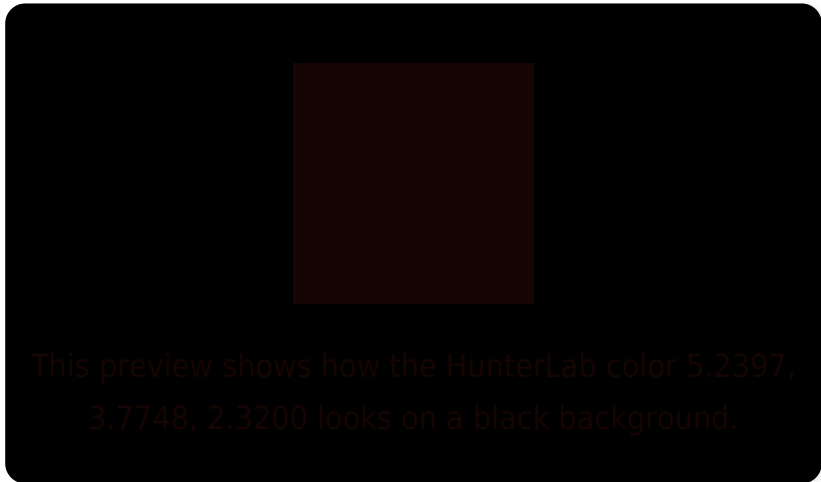 This preview shows how the HunterLab color 5.2397,
3.7748, 2.3200 looks on a black background.